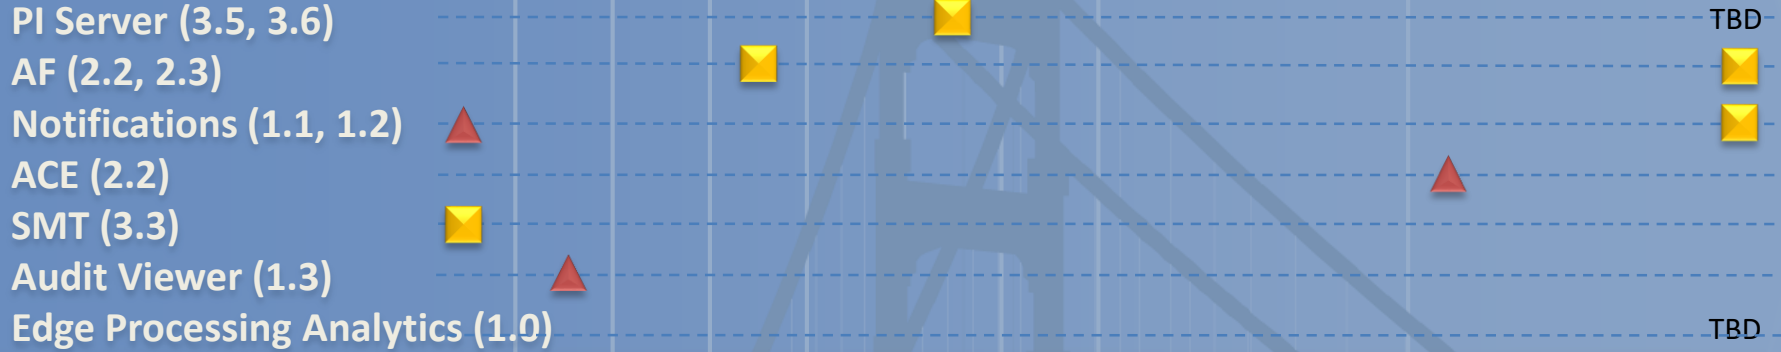 PI Server (3.5, 3.6) TBD
AF (2.2, 2.3)
Notifications (1.1, 1.2)
ACE (2.2)
SMT (3.3)
Audit Viewer (1.3)
Edge Processing Analytics (1.0) TBD